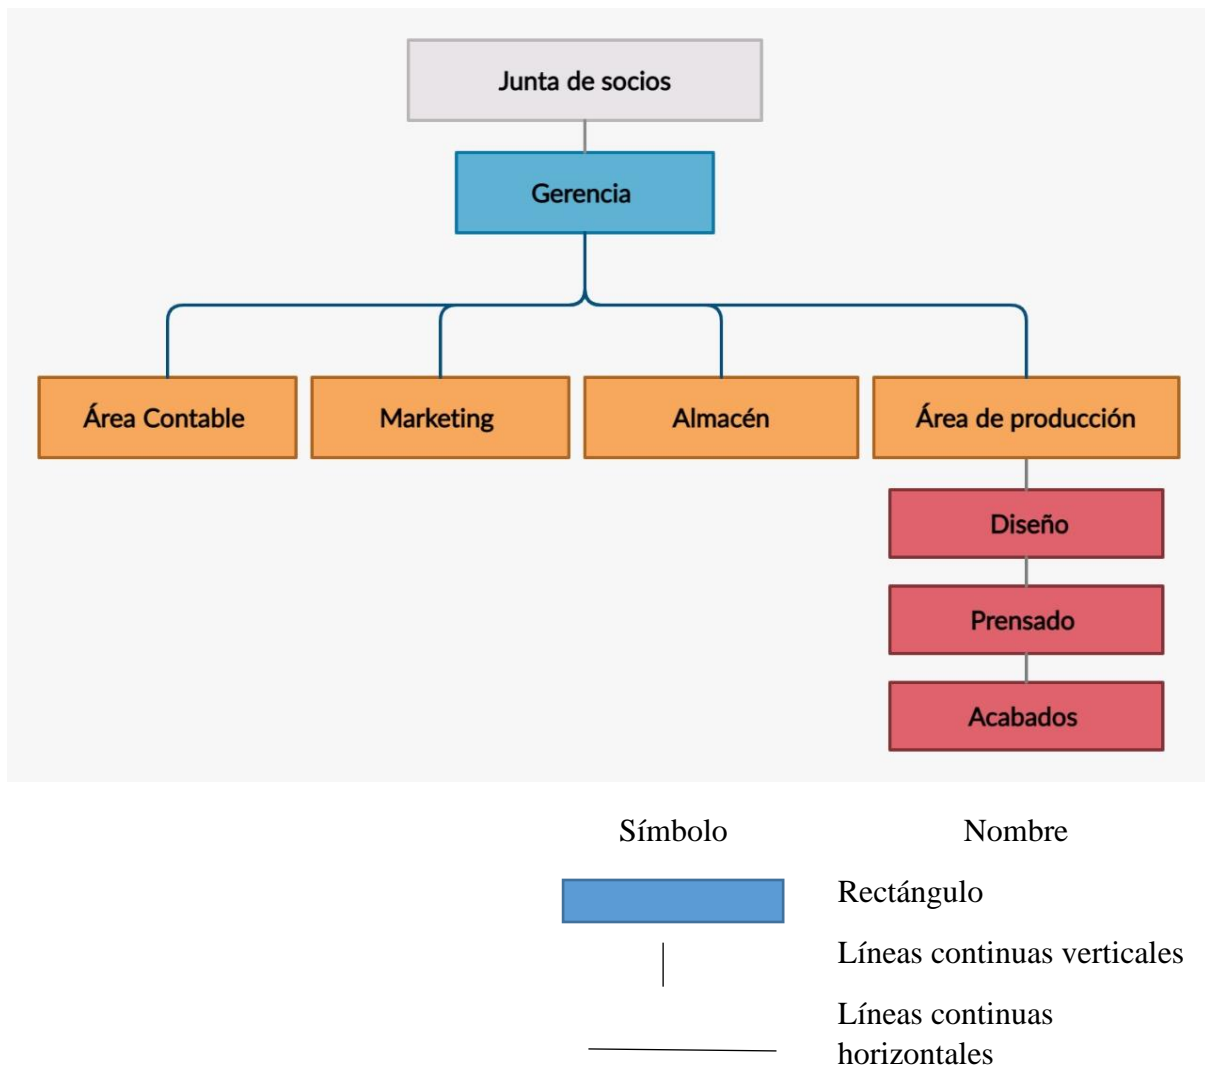 Junta de socios
Gerencia
Área Contable
Marketing
Almacén
Área de producción
Diseño
Prensado
Acabados
Símbolo
Nombre
Rectángulo
Líneas continuas verticales
Líneas continuas
horizontales